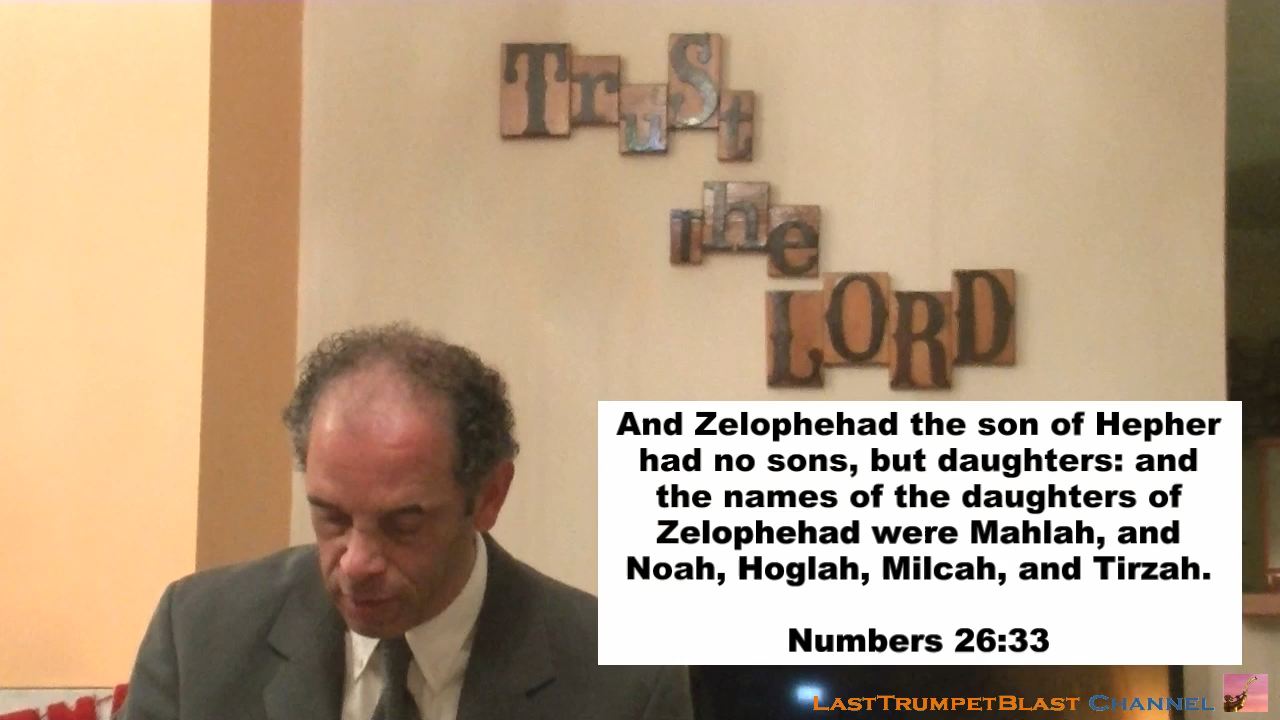 Trust
the
LORD
And Zelophehad the son of Hepher
had no sons, but daughters: and
the names of the daughters of
Zelophehad were Mahlah, and
Noah, Hoglah, Milcah, and Tirzah.
Numbers 26:33
LastTrumpetBlast Channel